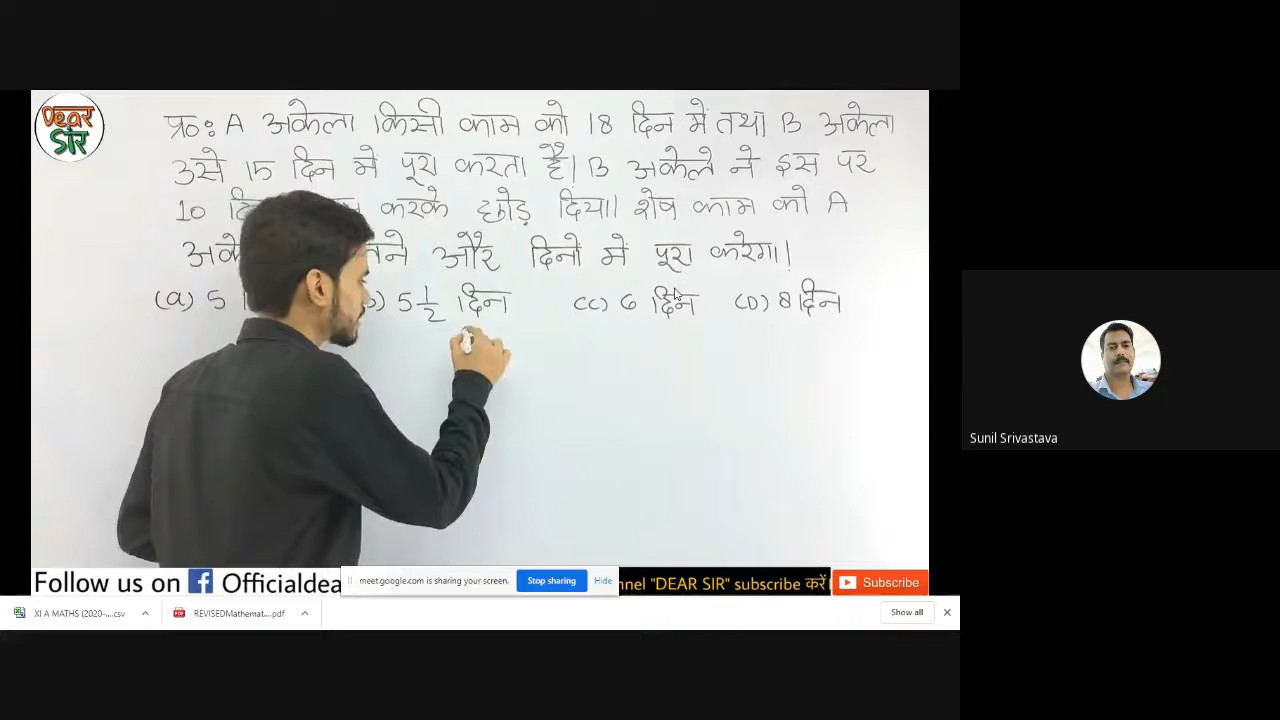 Dear
Sir
प्र०: A अकेला किसी काम को 18 दिन में तथा B अकेला
उसे 15 दिन में पूरा करता है। B अकेले ने इस पर
10 करके छोड़ दिया। शेष काम को A
और दिनों में पूरा करेगा।
(a) 5 5 1/2 दिन (C) 6 दिन (D) 8 दिन
Sunil Srivastava
Follow us on f Officialdea
meet.google.com is sharing your screen. Stop sharing Hide
nnel "DEAR SIR" subscribe करें
Subscribe
XI A MATHS (2020-....csv REVISEDMathemat....pdf Show all